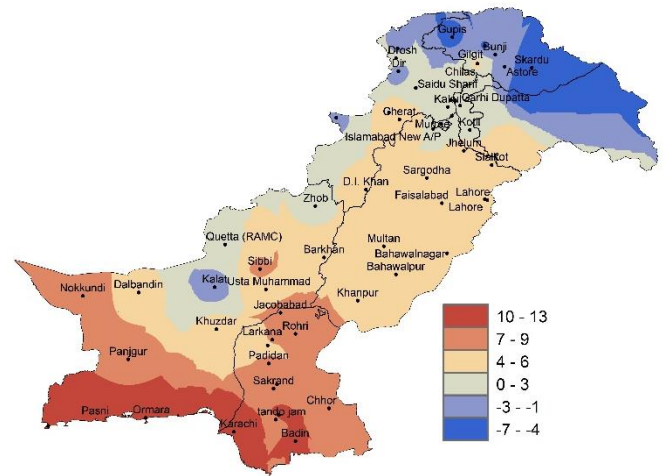 Gupis
Drosh
Dir
Bunji
Gilgit
Skardu
Astore
Chilas
Saidu Sharif
Garhi Dupatta
Cherat
Kotli
Islamabad New A/P
Jhelum
Sialkot
D.I. Khan
Sargodha
Faisalabad
Lahore
Lahore
Zhob
Quetta (RAMC)
Multan
Barkhan
Bahawalnagar
Sibbi
Bahawalpur
Nokkundi
Dalbandin
Kalat
Usta Muhammad
Khanpur
Jacobabad
Khuzdar
Rohri
Larkana
Panjgur
Padidan
Sakrand
Chhor
Pasni
Ormara
tando jam
Karachi
Badin
10 - 13
7 - 9
4 - 6
0 - 3
-3 - -1
-7 - -4